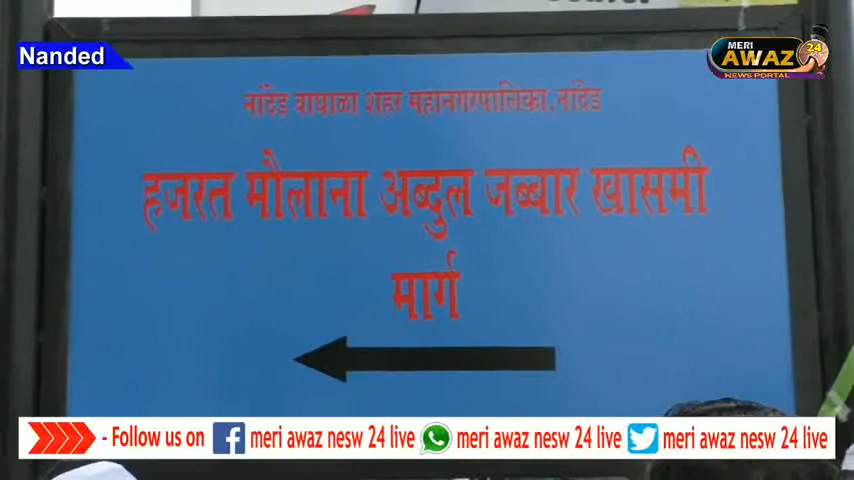 Nanded
MERI
AWAZ 24
NEWS PORTAL
नांदेड वाघाळा शहर महानगरपालिका,नांदेड
हजरत मौलाना अब्दुल जब्बार खासमी
मार्ग
- Follow us on meri awaz nesw 24 live meri awaz nesw 24 live meri awaz nesw 24 live